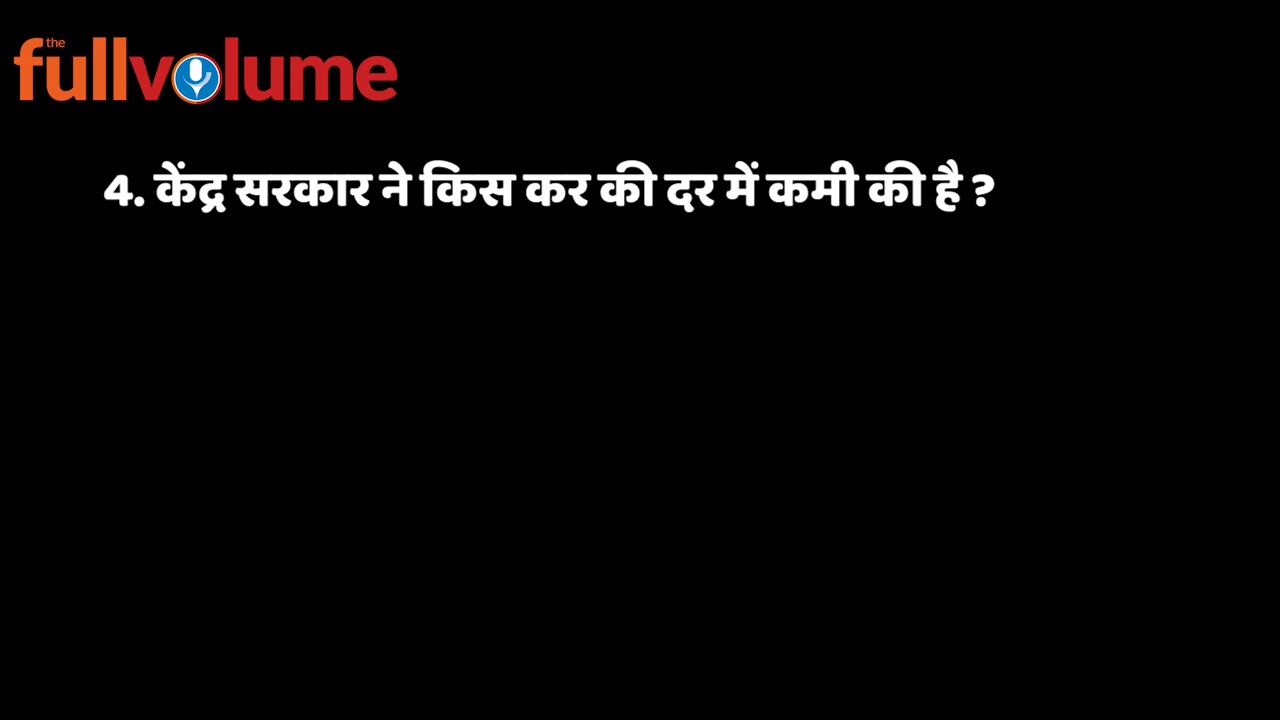 the
fullvolume
4. केंद्र सरकार ने किस कर की दर में कमी की है ?